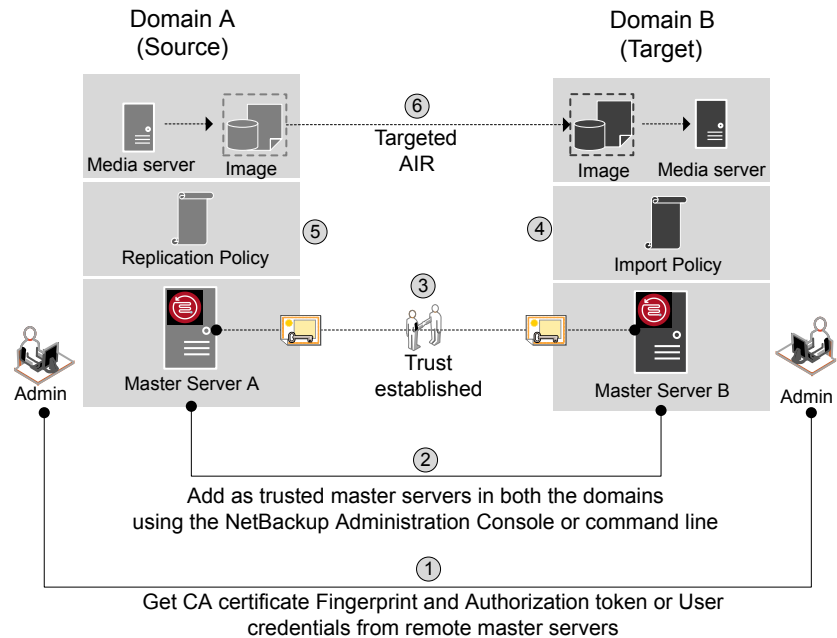 Domain A
(Source)
Domain B
(Target)
6
Targeted
AIR
Media server
Image
Image
Media server
5
4
Replication Policy
Import Policy
3
Trust
established
Master Server A
Master Server B
Admin
Admin
2
Add as trusted master servers in both the domains
using the NetBackup Administration Console or command line
1
Get CA certificate Fingerprint and Authorization token or User
credentials from remote master servers